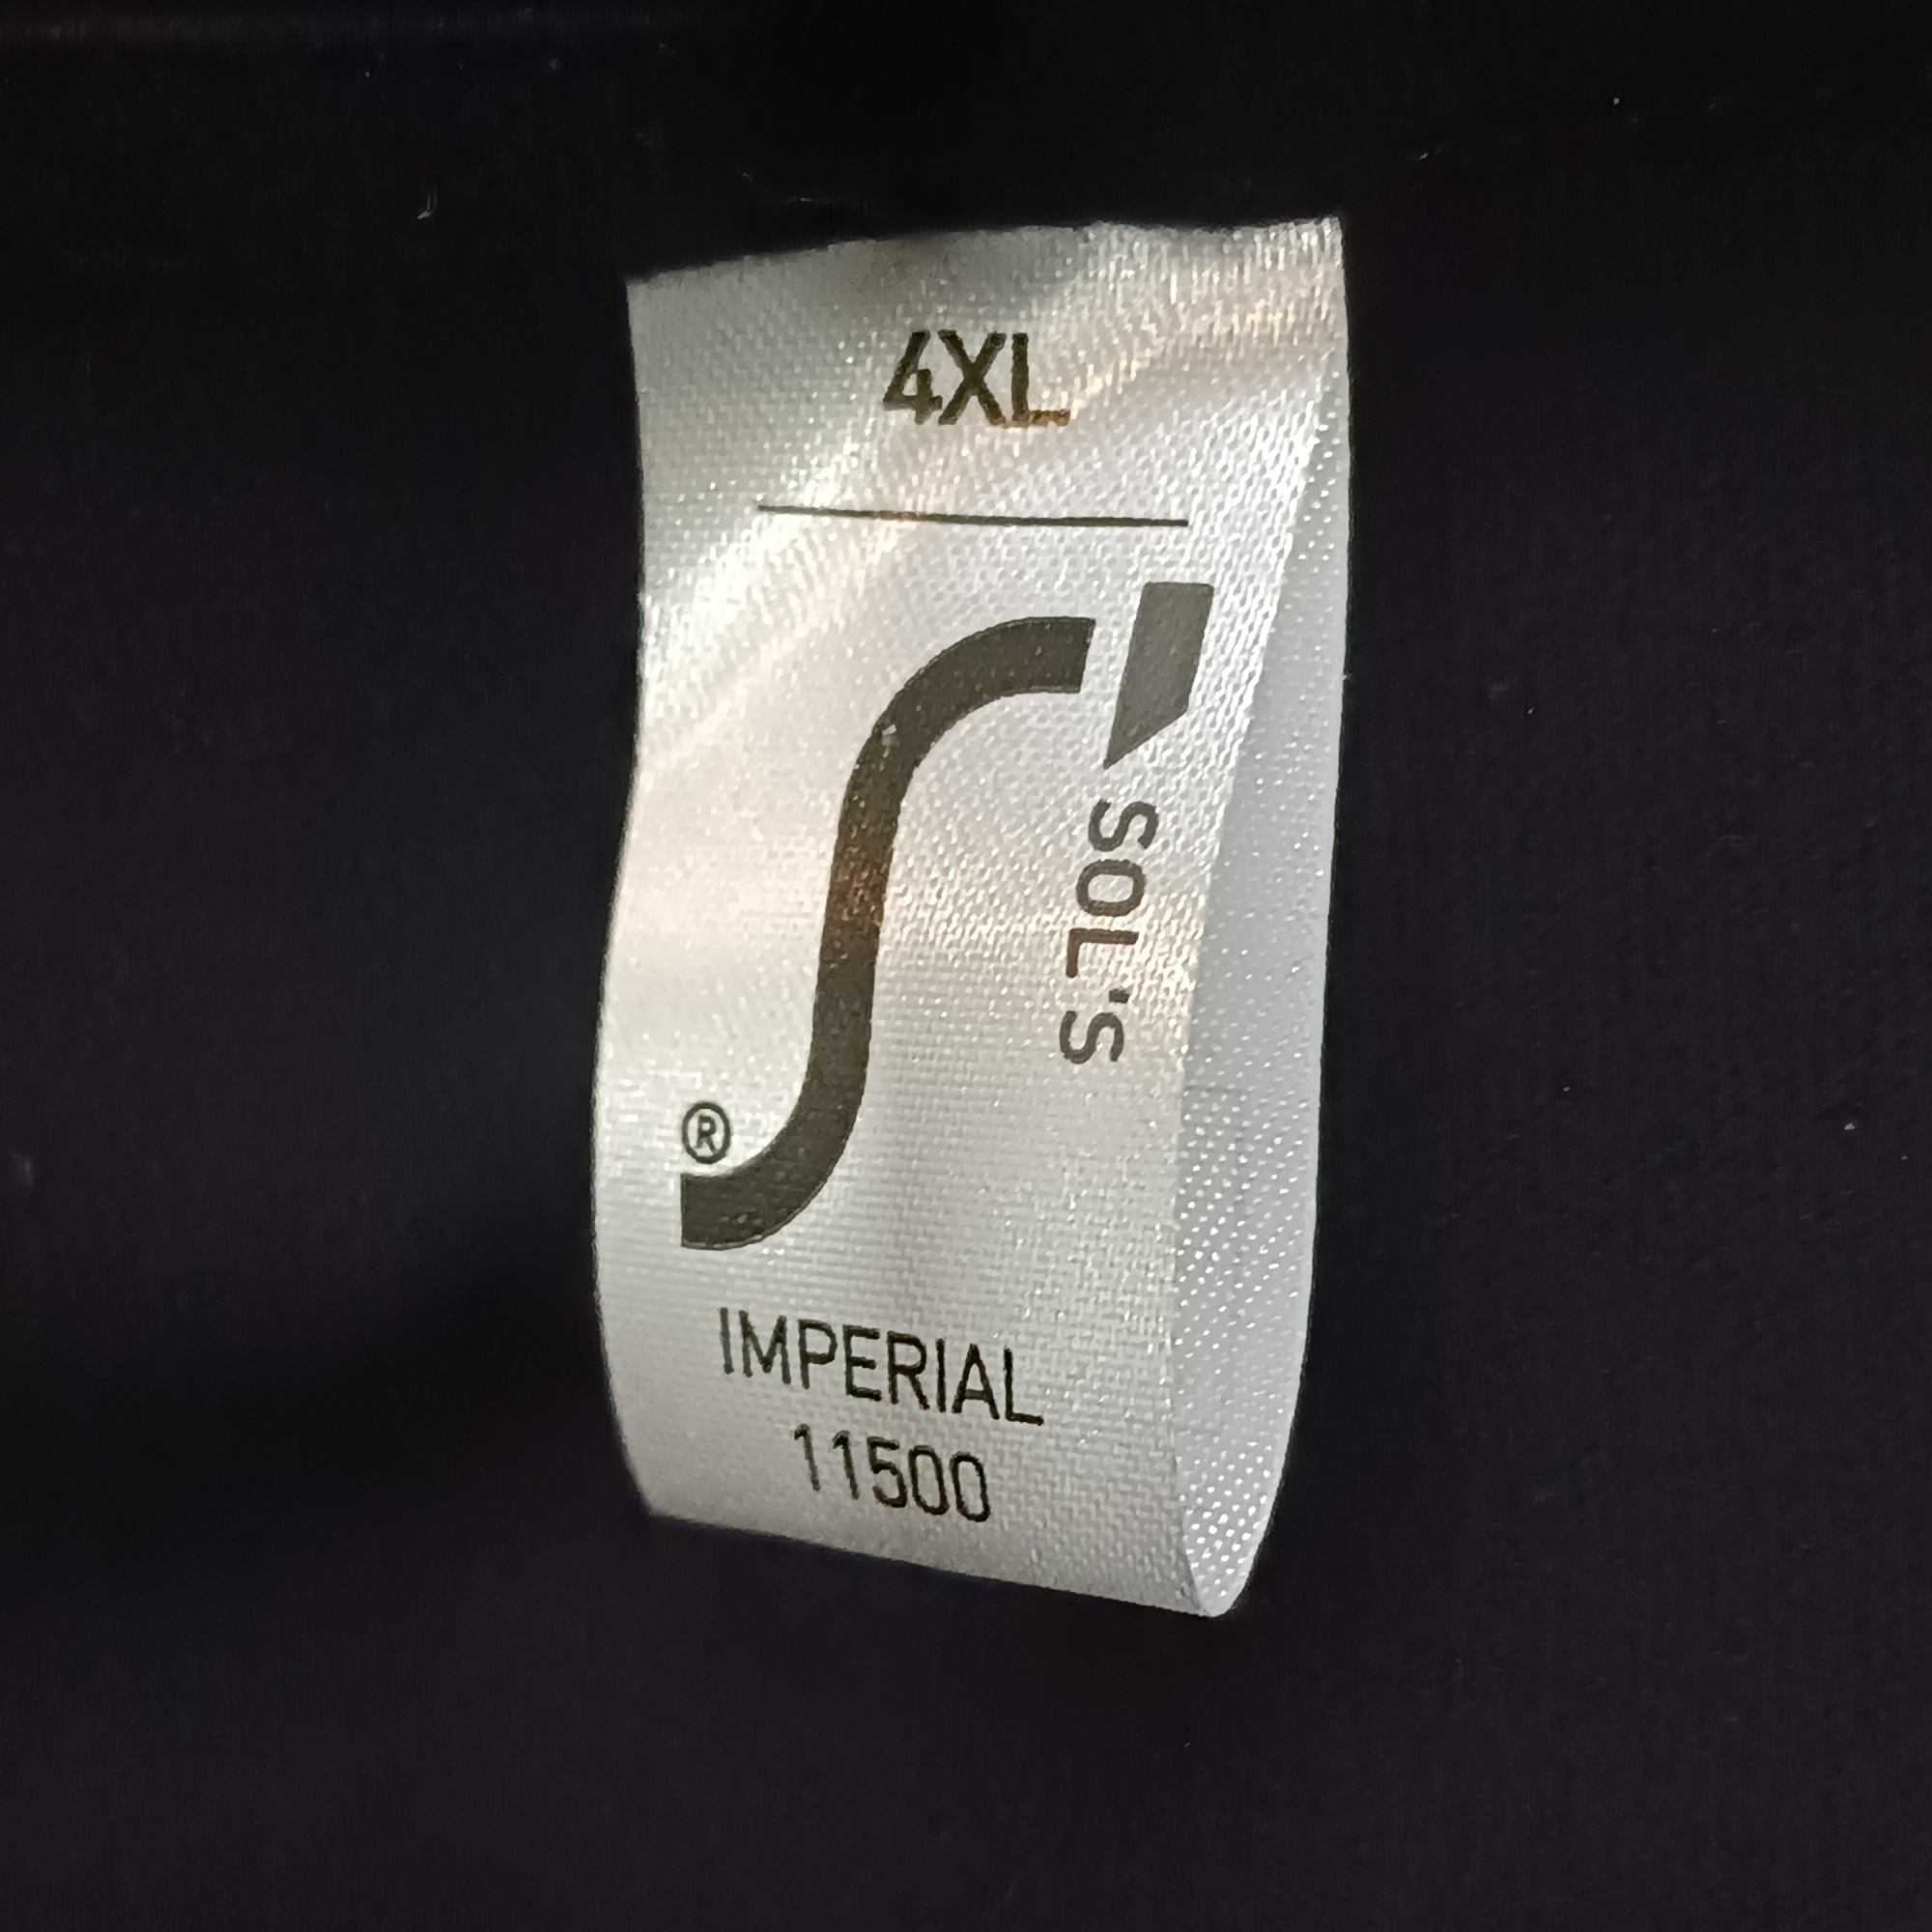 4XL
SOL'S
®
IMPERIAL
11500